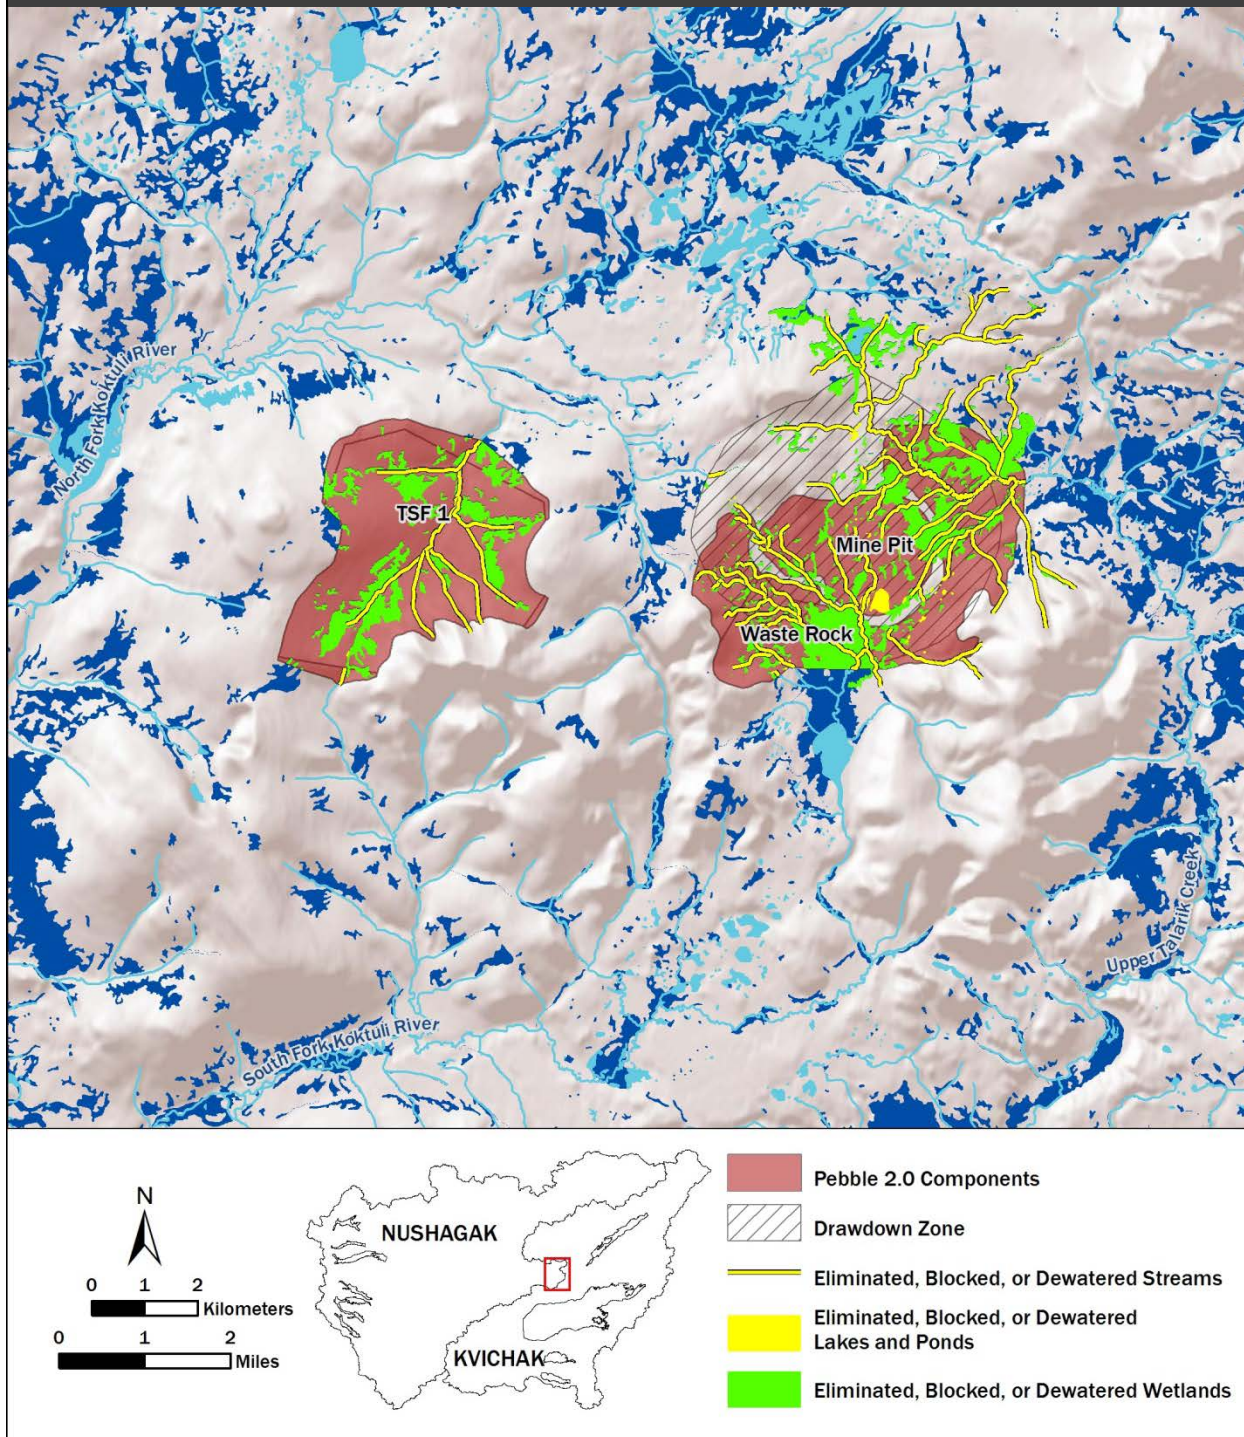 North Fork Koktuli River
TSF 1
Mine Pit
Waste Rock
Upper Talarik Creek
South Fork Koktuli River
N
0 1 2
Kilometers
0 1 2
Miles
NUSHAGAK
KVICHAK
Pebble 2.0 Components
Drawdown Zone
Eliminated, Blocked, or Dewatered Streams
Eliminated, Blocked, or Dewatered
Lakes and Ponds
Eliminated, Blocked, or Dewatered Wetlands